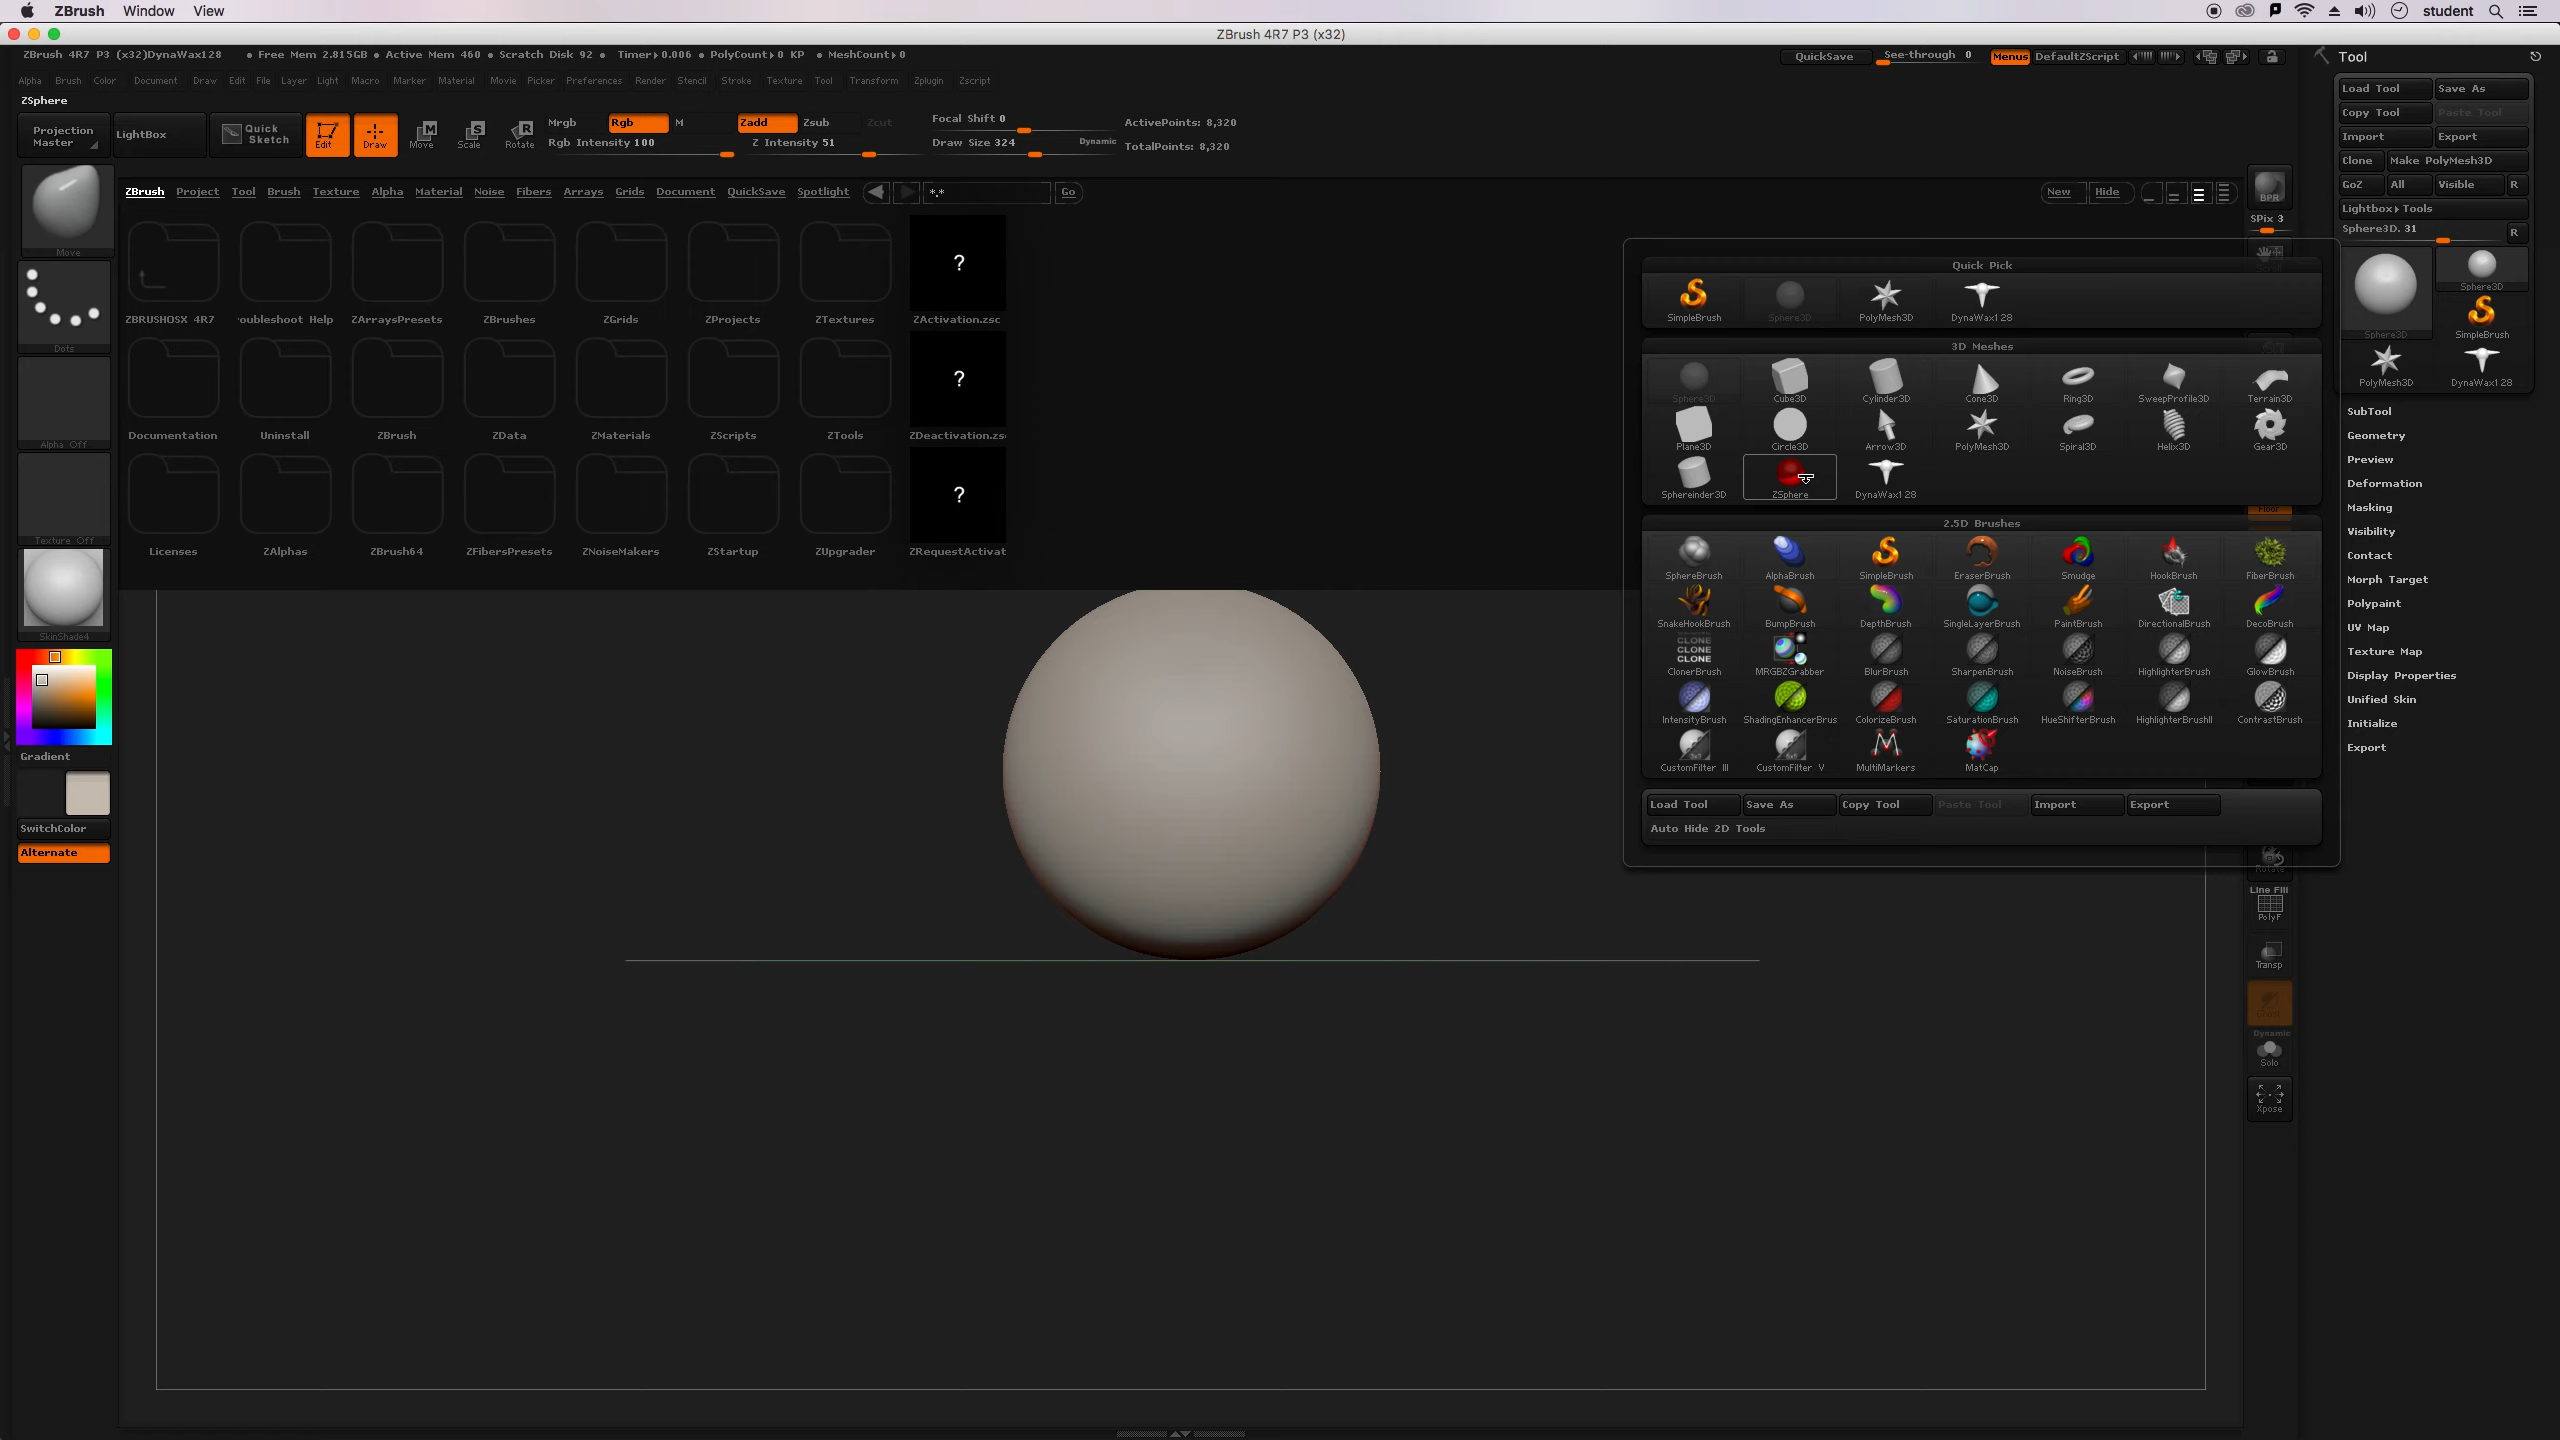 ZBrush Window View student
ZBrush 4R7 P3 (x32)
ZBrush 4R7 P3 (x32)DynaWax128 • Free Mem 2.815GB • Active Mem 460 • Scratch Disk 92 • Timer▸0.006 • PolyCount▸0 KP • MeshCount▸0
QuickSave See-through 0 Menus DefaultZScript
Alpha Brush Color Document Draw Edit File Layer Light Macro Marker Material Movie Picker Preferences Render Stencil Stroke Texture Tool Transform Zplugin Zscript
ZSphere
Projection Master
LightBox
Quick Sketch
Edit Draw Move Scale Rotate
Mrgb Rgb M Zadd Zsub Zcut
Rgb Intensity 100 Z Intensity 51
Focal Shift 0
Draw Size 324 Dynamic
ActivePoints: 8,320
TotalPoints: 8,320
ZBrush Project Tool Brush Texture Alpha Material Noise Fibers Arrays Grids Document QuickSave Spotlight *.* Go
New Hide
ZBRUSHOSX 4R7 oubleshoot Help ZArraysPresets ZBrushes ZGrids ZProjects ZTextures ZActivation.zsc
Documentation Uninstall ZBrush ZData ZMaterials ZScripts ZTools ZDeactivation.zs
Licenses ZAlphas ZBrush64 ZFibersPresets ZNoiseMakers ZStartup ZUpgrader ZRequestActivat
?
?
?
Move
Dots
Alpha Off
Texture Off
SkinShade4
Gradient
SwitchColor
Alternate
Quick Pick
SimpleBrush Sphere3D PolyMesh3D DynaWax128
3D Meshes
Sphere3D Cube3D Cylinder3D Cone3D Ring3D SweepProfile3D Terrain3D
Plane3D Circle3D Arrow3D PolyMesh3D Spiral3D Helix3D Gear3D
Sphereinder3D ZSphere DynaWax128
2.5D Brushes
SphereBrush AlphaBrush SimpleBrush EraserBrush Smudge HookBrush FiberBrush
SnakeHookBrush BumpBrush DepthBrush SingleLayerBrush PaintBrush DirectionalBrush DecoBrush
CLONE
CLONE
ClonerBrush MRGBZGrabber BlurBrush SharpenBrush NoiseBrush HighlighterBrush GlowBrush
IntensityBrush ShadingEnhancerBrus ColorizeBrush SaturationBrush HueShifterBrush HighlighterBrushII ContrastBrush
CustomFilter III CustomFilter V MultiMarkers MatCap
Load Tool Save As Copy Tool Paste Tool Import Export
Auto Hide 2D Tools
BPR
SPix 3
Scroll
Floor
Rotate
Line Fill
PolyF
Transp
Ghost
Dynamic
Solo
Xpose
Tool
Load Tool Save As
Copy Tool Paste Tool
Import Export
Clone Make PolyMesh3D
GoZ All Visible R
Lightbox▸Tools
Sphere3D. 31 R
Sphere3D Sphere3D
SimpleBrush
PolyMesh3D DynaWax128
SubTool
Geometry
Preview
Deformation
Masking
Visibility
Contact
Morph Target
Polypaint
UV Map
Texture Map
Display Properties
Unified Skin
Initialize
Export